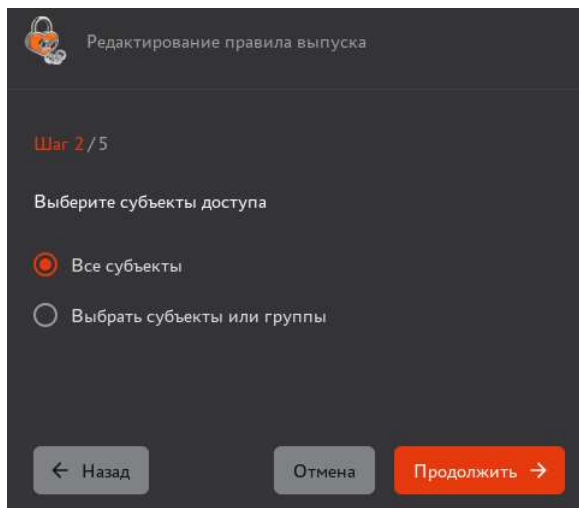 Редактирование правила выпуска
Шаг 2/5
Выберите субъекты доступа
Все субъекты
Выбрать субъекты или группы
← Назад
Отмена
Продолжить →